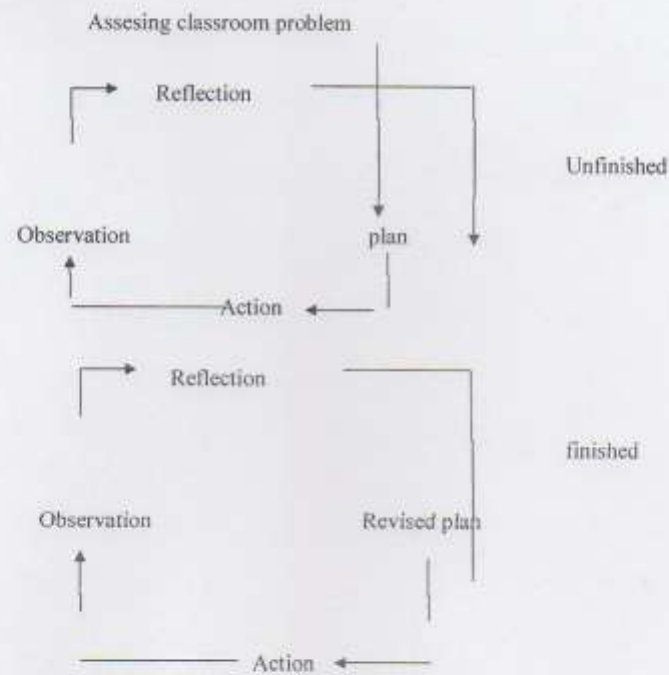 Assesing classroom problem
Reflection
Unfinished
Observation
plan
Action
Reflection
finished
Observation
Revised plan
Action